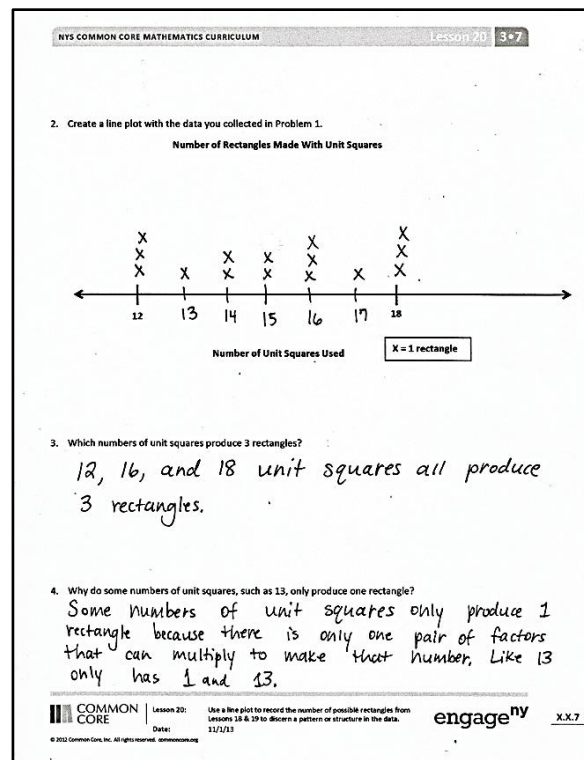 NYS COMMON CORE MATHEMATICS CURRICULUM Lesson 20 3•7
2. Create a line plot with the data you collected in Problem 1.
Number of Rectangles Made With Unit Squares
X X X
X X X X X
X X X X X X X
12 13 14 15 16 17 18
Number of Unit Squares Used
X = 1 rectangle
3. Which numbers of unit squares produce 3 rectangles?
12, 16, and 18 unit squares all produce
3 rectangles.
4. Why do some numbers of unit squares, such as 13, only produce one rectangle?
Some numbers of unit squares only produce 1
rectangle because there is only one pair of factors
that can multiply to make that number. Like 13
only has 1 and 13.
COMMON
CORE
Lesson 20:
Date:
Use a line plot to record the number of possible rectangles from
Lessons 18 & 19 to discern a pattern or structure in the data.
11/1/13
engage ny
X.X.7
© 2012 Common Core, Inc. All rights reserved. commoncore.org